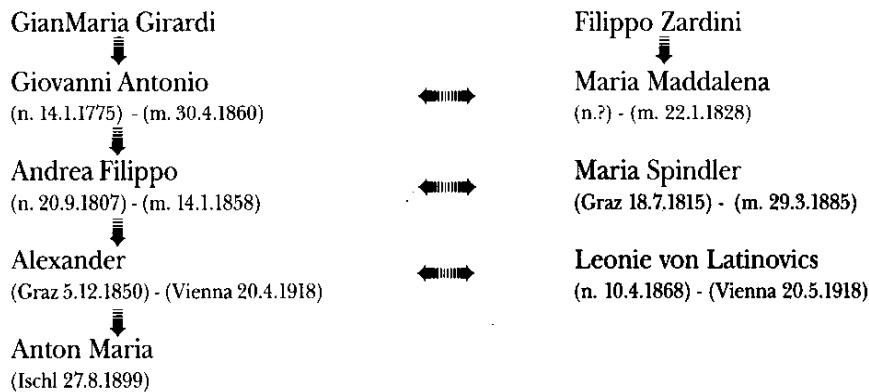 GianMaria Girardi Filippo Zardini
Giovanni Antonio Maria Maddalena
(n. 14.1.1775) - (m. 30.4.1860) (n.?) - (m. 22.1.1828)
Andrea Filippo Maria Spindler
(n. 20.9.1807) - (m. 14.1.1858) (Graz 18.7.1815) - (m. 29.3.1885)
Alexander Leonie von Latinovics
(Graz 5.12.1850) - (Vienna 20.4.1918) (n. 10.4.1868) - (Vienna 20.5.1918)
Anton Maria
(Ischl 27.8.1899)